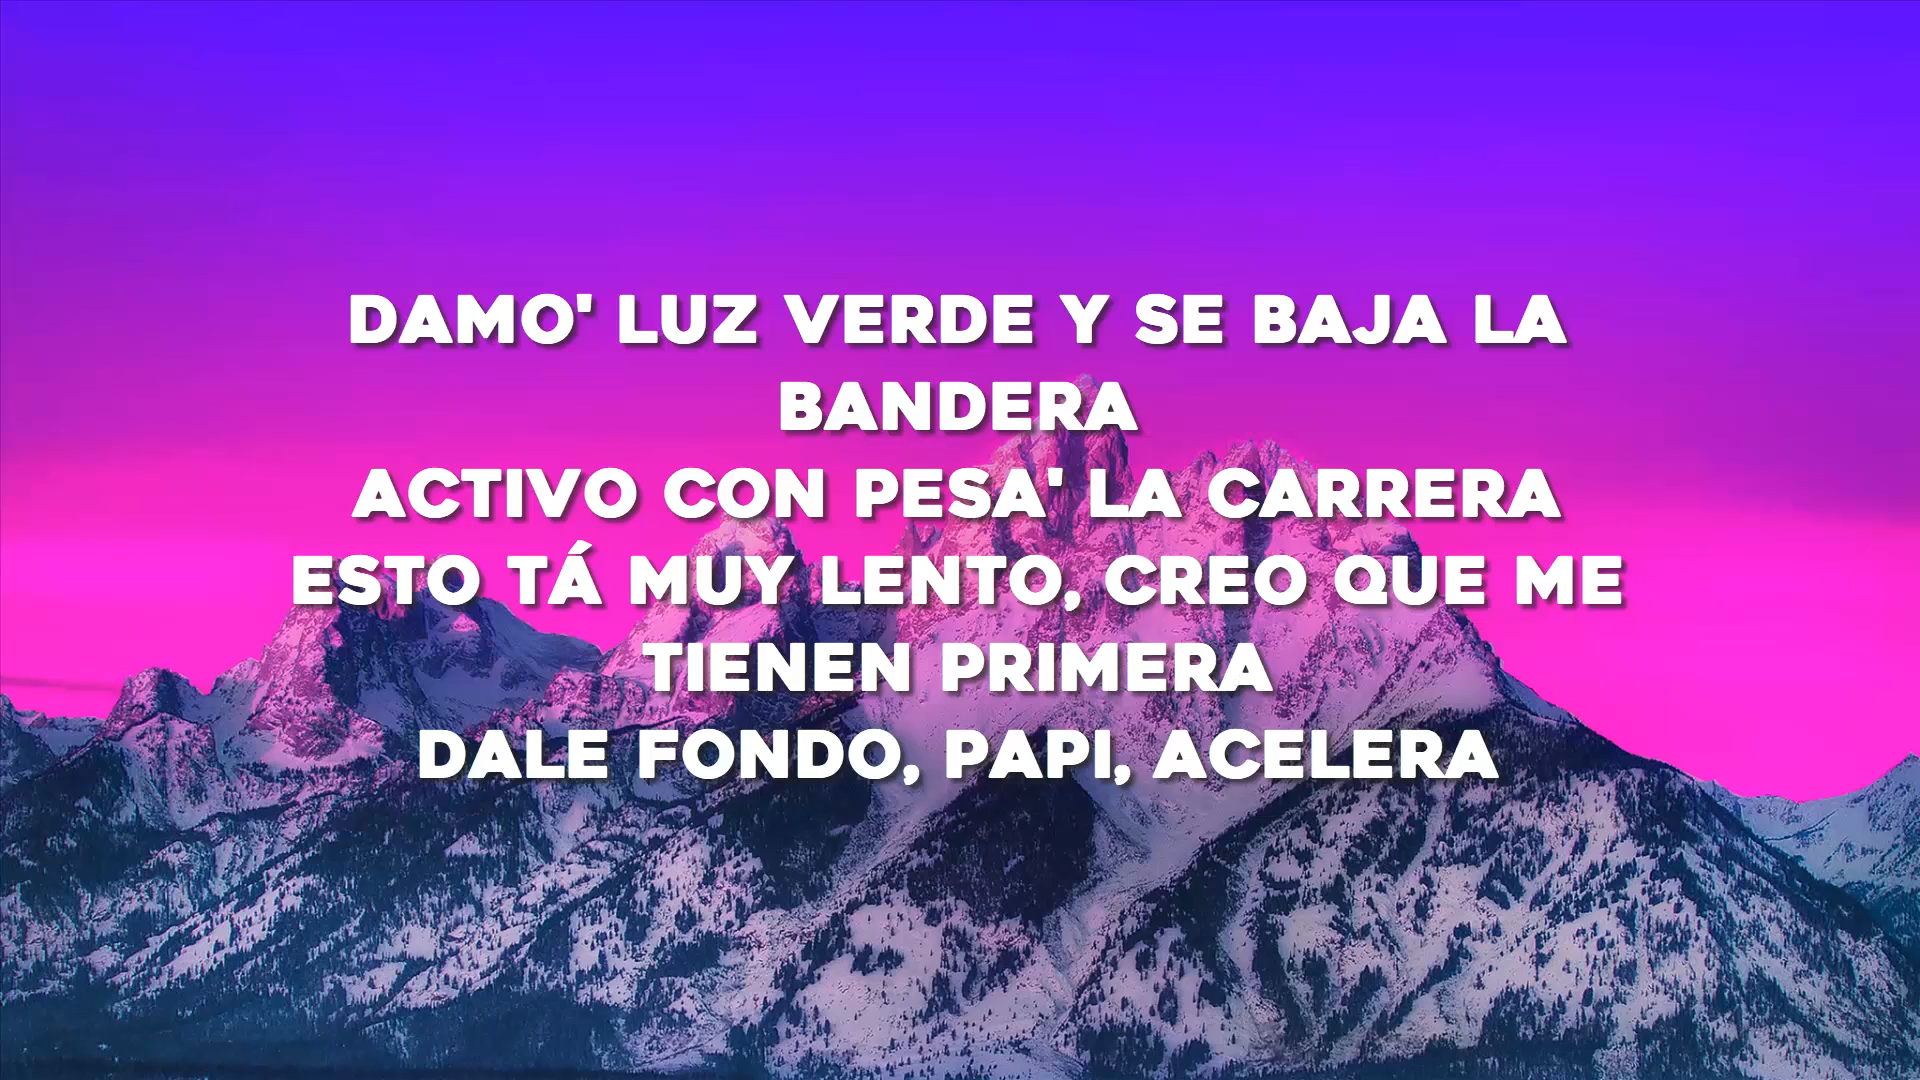 DAMO' LUZ VERDE Y SE BAJA LA
BANDERA
ACTIVO CON PESA' LA CARRERA
ESTO TÁ MUY LENTO, CREO QUE ME
TIENEN PRIMERA
DALE FONDO, PAPI, ACELERA